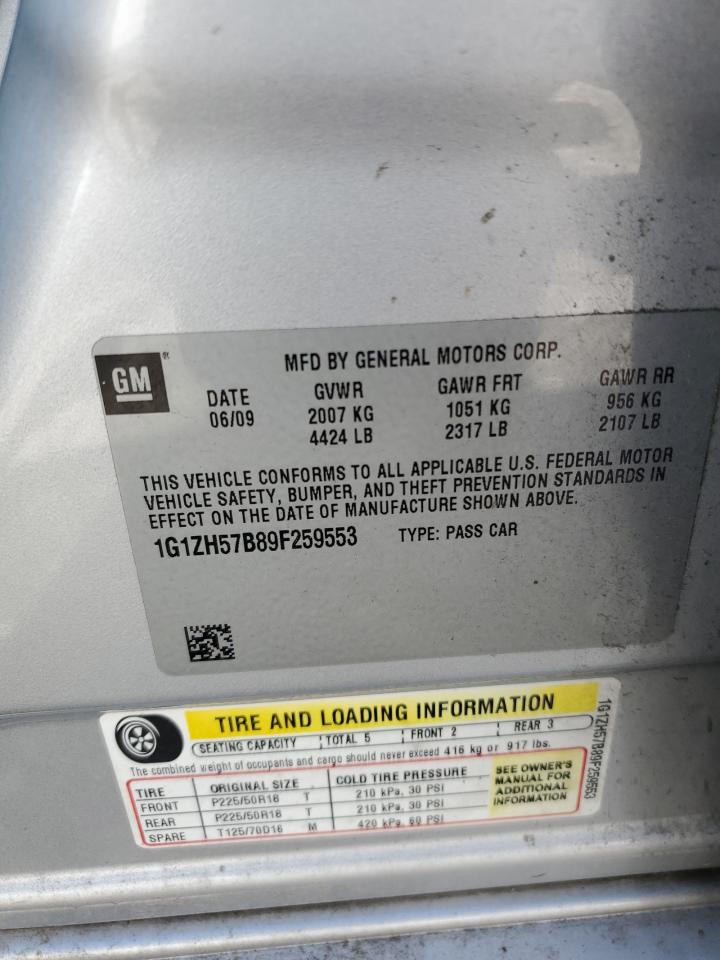 GM ®
MFD BY GENERAL MOTORS CORP.
DATE GVWR GAWR FRT GAWR RR
06/09 2007 KG 1051 KG 956 KG
4424 LB 2317 LB 2107 LB
THIS VEHICLE CONFORMS TO ALL APPLICABLE U.S. FEDERAL MOTOR
VEHICLE SAFETY, BUMPER, AND THEFT PREVENTION STANDARDS IN
EFFECT ON THE DATE OF MANUFACTURE SHOWN ABOVE.
1G1ZH57B89F259553 TYPE: PASS CAR
TIRE AND LOADING INFORMATION
SEATING CAPACITY TOTAL 5 FRONT 2 REAR 3
The combined weight of occupants and cargo should never exceed 416 kg or 917 lbs.
TIRE ORIGINAL SIZE COLD TIRE PRESSURE
FRONT P225/50R18 T 210 kPa, 30 PSI
REAR P225/50R18 T 210 kPa, 30 PSI
SPARE T125/70D16 M 420 kPa, 60 PSI
SEE OWNER'S
MANUAL FOR
ADDITIONAL
INFORMATION
1G1ZH57B89F259553